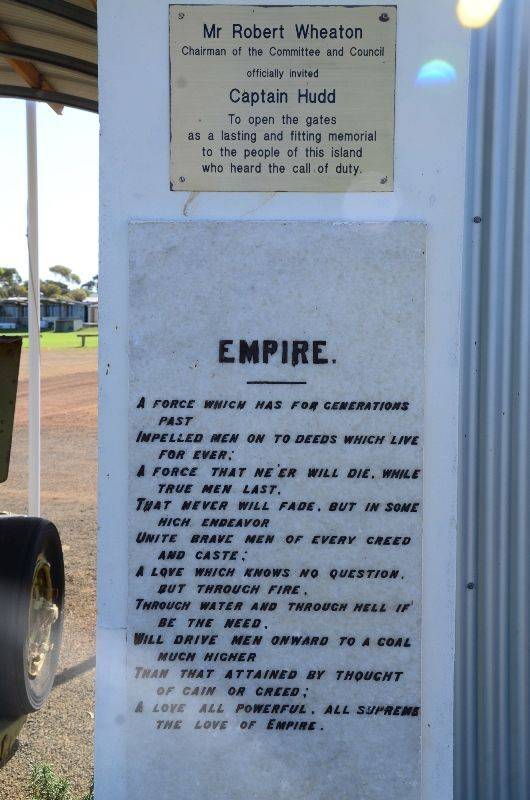 Mr Robert Wheaton
Chairman of the Committee and Council
officially invited
Captain Hudd
To open the gates
as a lasting and fitting memorial
to the people of this island
who heard the call of duty.
EMPIRE.
A FORCE WHICH HAS FOR GENERATIONS
PAST
IMPELLED MEN ON TO DEEDS WHICH LIVE
FOR EVER;
A FORCE THAT NE'ER WILL DIE, WHILE
TRUE MEN LAST,
THAT NEVER WILL FADE, BUT IN SOME
HIGH ENDEAVOR
UNITE BRAVE MEN OF EVERY CREED
AND CASTE;
A LOVE WHICH KNOWS NO QUESTION,
BUT THROUGH FIRE,
THROUGH WATER AND THROUGH HELL IF
BE THE NEED,
WILL DRIVE MEN ONWARD TO A GOAL
MUCH HIGHER
THAN THAT ATTAINED BY THOUGHT
OF GAIN OR GREED;
A LOVE ALL POWERFUL, ALL SUPREME
THE LOVE OF EMPIRE.